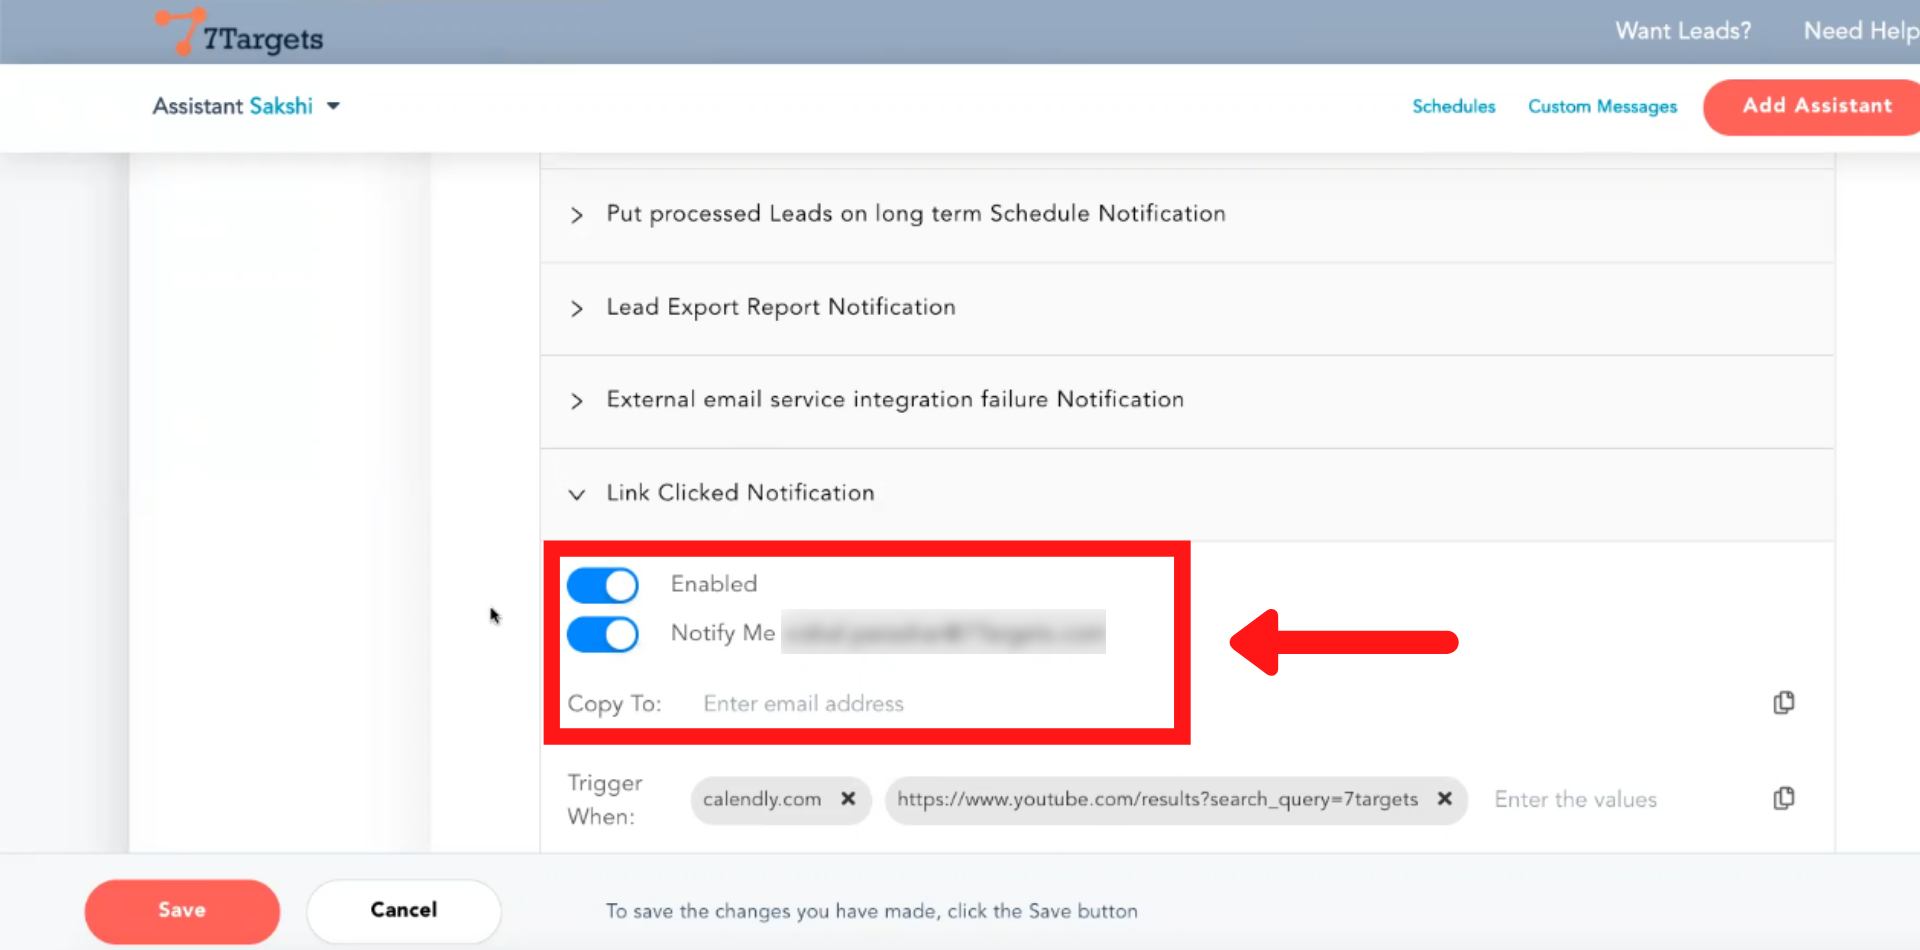 7Targets
Want Leads?
Need Help
Assistant Sakshi
Schedules
Custom Messages
Add Assistant
Put processed Leads on long term Schedule Notification
Lead Export Report Notification
External email service integration failure Notification
Link Clicked Notification
Enabled
Notify Me
Copy To:
Enter email address
Trigger When:
calendly.com
https://www.youtube.com/results?search_query=7targets
Enter the values
Save
Cancel
To save the changes you have made, click the Save button